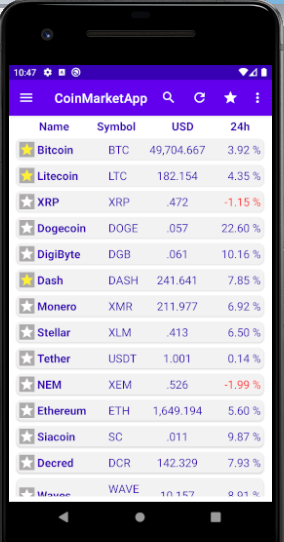 10:47
CoinMarketApp
Name Symbol USD 24h
Bitcoin BTC 49,704.667 3.92 %
Litecoin LTC 182.154 4.35 %
XRP XRP .472 -1.15 %
Dogecoin DOGE .057 22.60 %
DigiByte DGB .061 10.16 %
Dash DASH 241.641 7.85 %
Monero XMR 211.977 6.92 %
Stellar XLM .413 6.50 %
Tether USDT 1.001 0.14 %
NEM XEM .526 -1.99 %
Ethereum ETH 1,649.194 5.60 %
Siacoin SC .011 9.87 %
Decred DCR 142.329 7.93 %
Waves WAVE 10.157 8.91 %